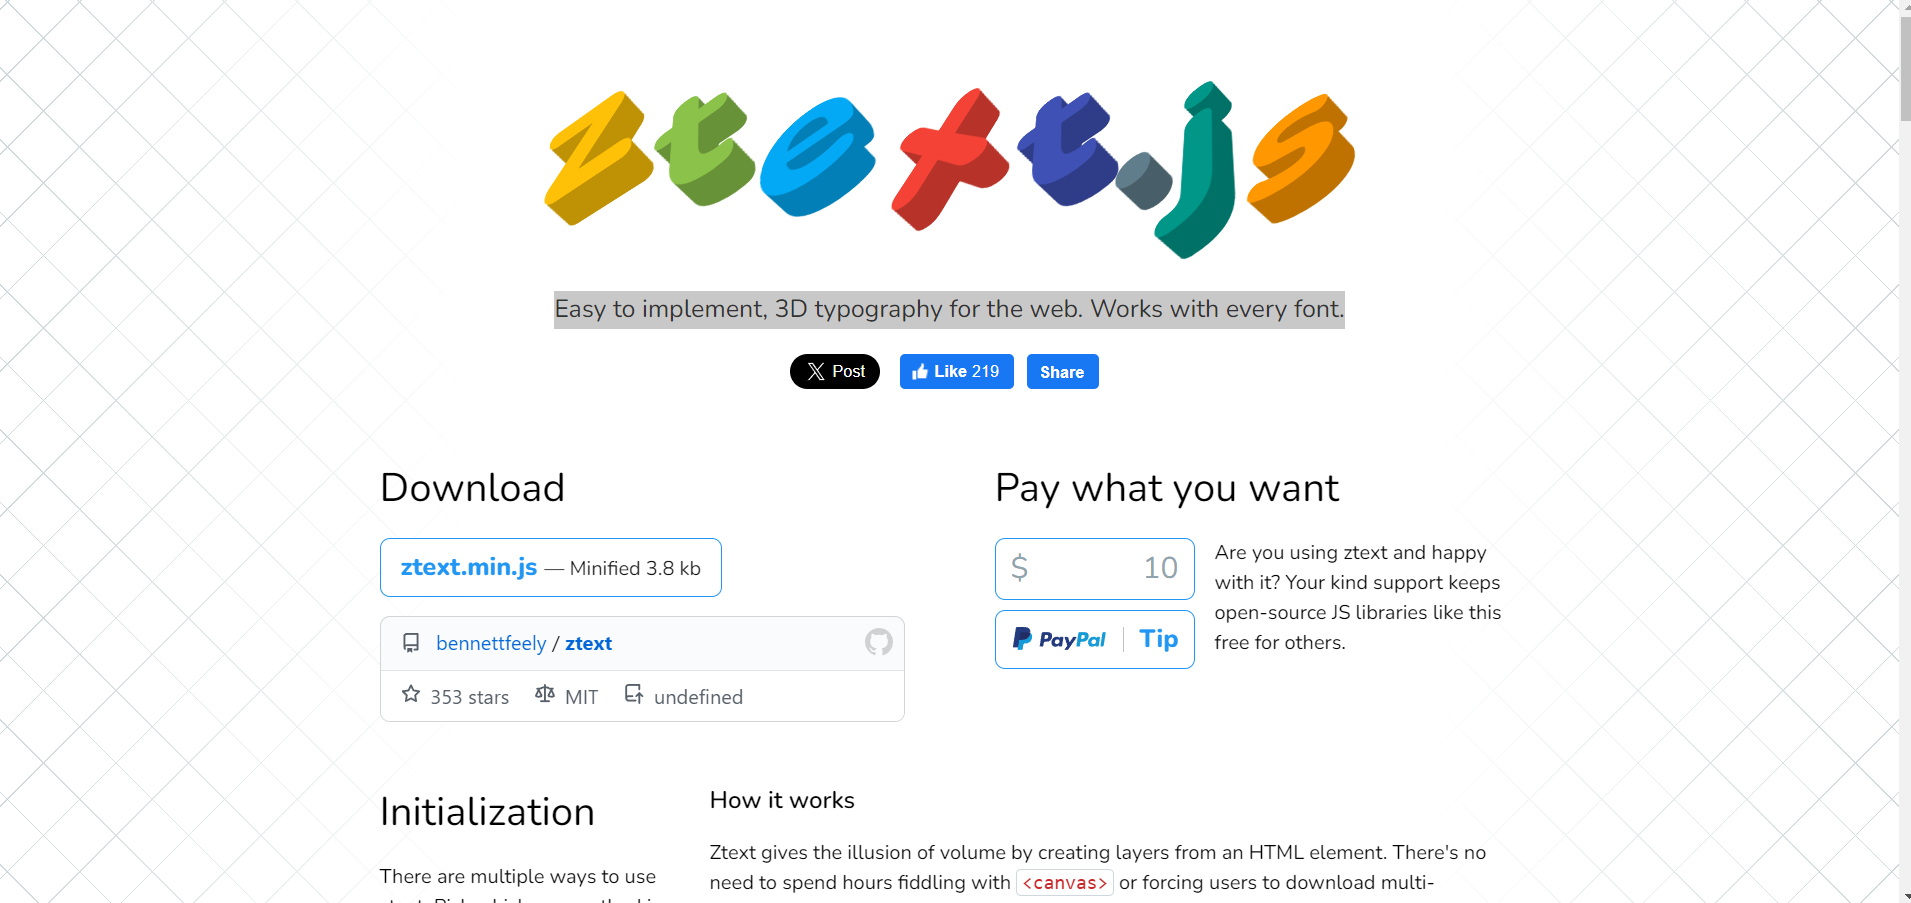 ztext.js
Easy to implement, 3D typography for the web. Works with every font.
Post
Like 219
Share
Download
ztext.min.js — Minified 3.8 kb
bennettfeely / ztext
353 stars
MIT
undefined
Pay what you want
$ 10
PayPal | Tip
Are you using ztext and happy
with it? Your kind support keeps
open-source JS libraries like this
free for others.
Initialization
There are multiple ways to use
How it works
Ztext gives the illusion of volume by creating layers from an HTML element. There's no
need to spend hours fiddling with <canvas> or forcing users to download multi-